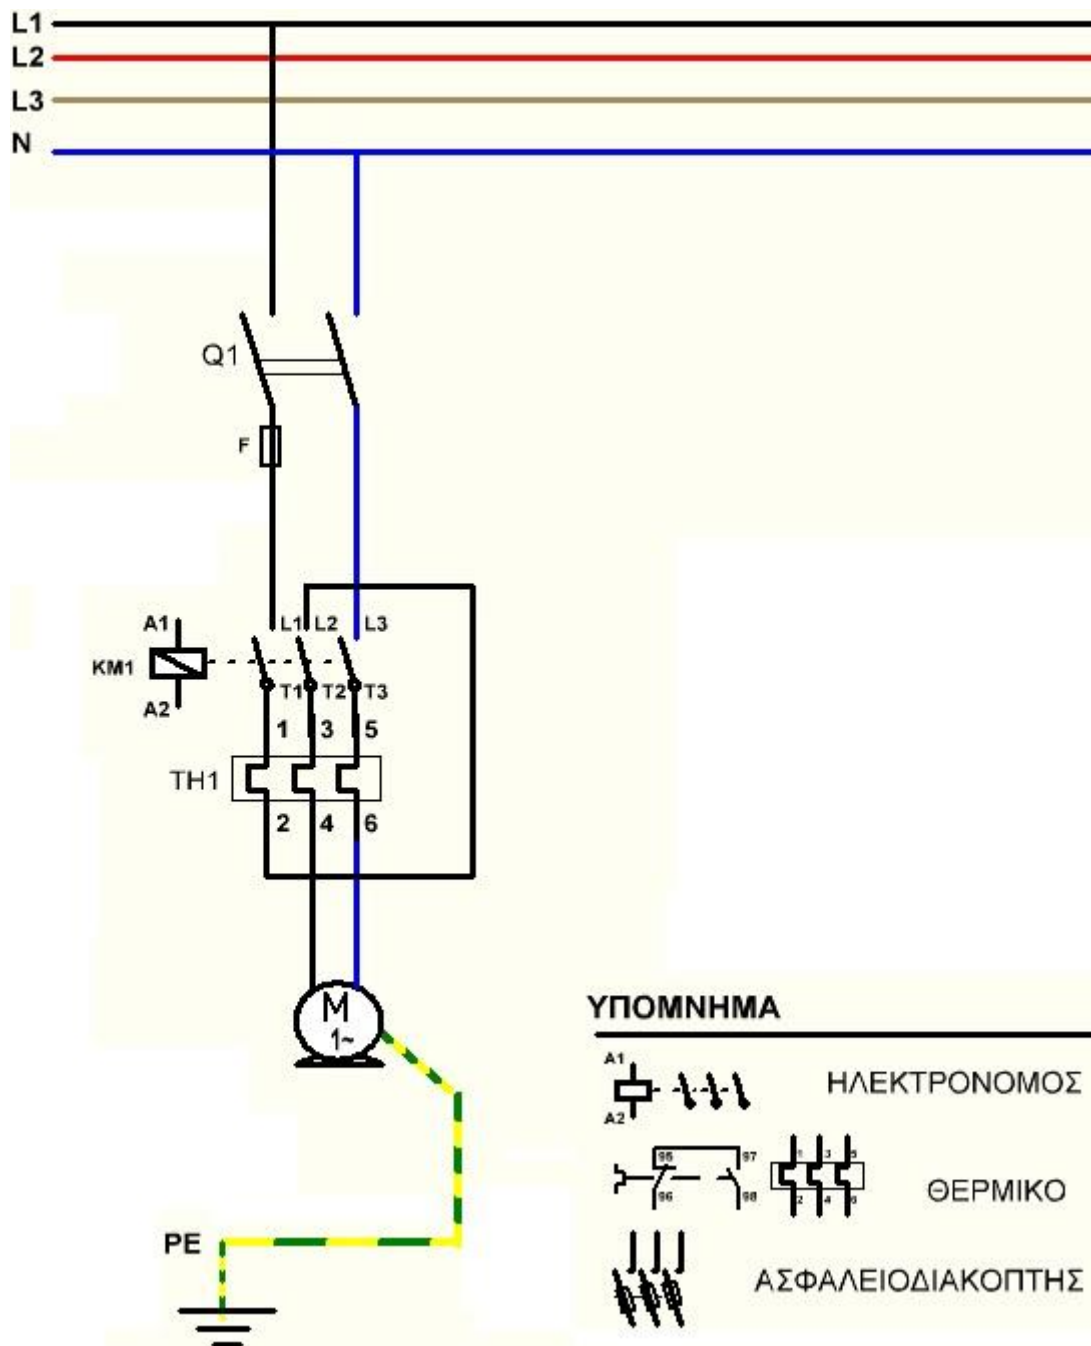 L1
L2
L3
N
Q1
F
A1
L1 L2 L3
KM1
A2
T1 T2 T3
1 3 5
TH1
2 4 6
M
1~
PE
ΥΠΟΜΝΗΜΑ
A1
ΗΛΕΚΤΡΟΝΟΜΟΣ
A2
95 97 1 3 5
96 98 2 4 6
ΘΕΡΜΙΚΟ
ΑΣΦΑΛΕΙΟΔΙΑΚΟΠΤΗΣ